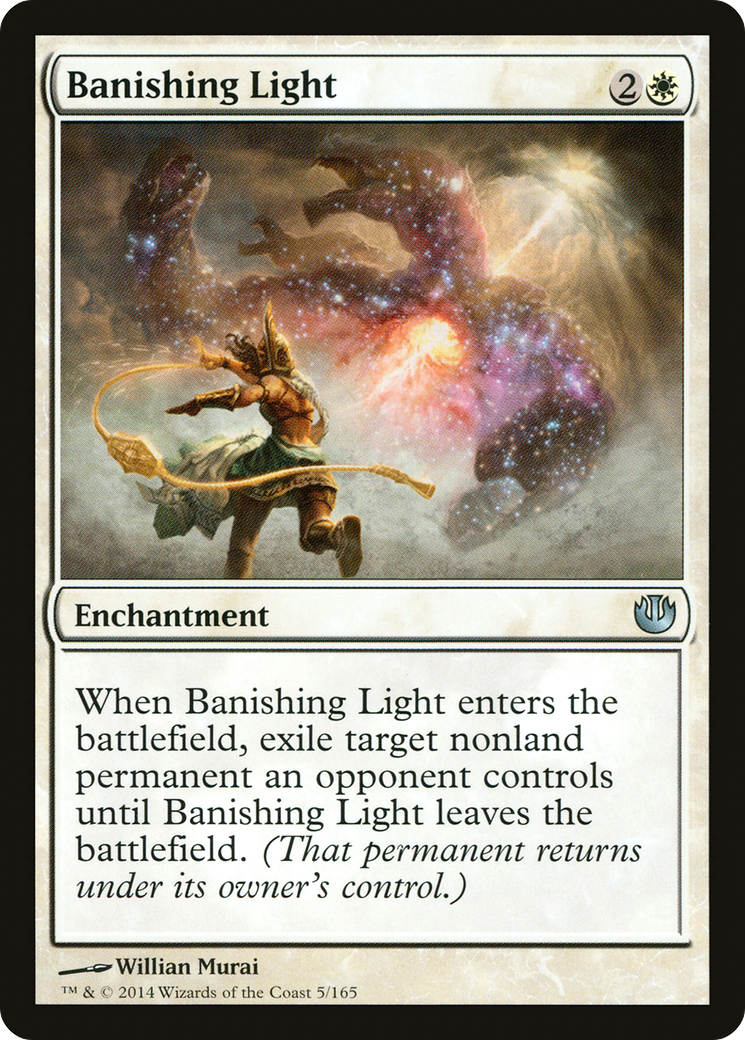 Banishing Light 2
Enchantment
When Banishing Light enters the
battlefield, exile target nonland
permanent an opponent controls
until Banishing Light leaves the
battlefield. (That permanent returns
under its owner's control.)
Willian Murai
™ & © 2014 Wizards of the Coast 5/165